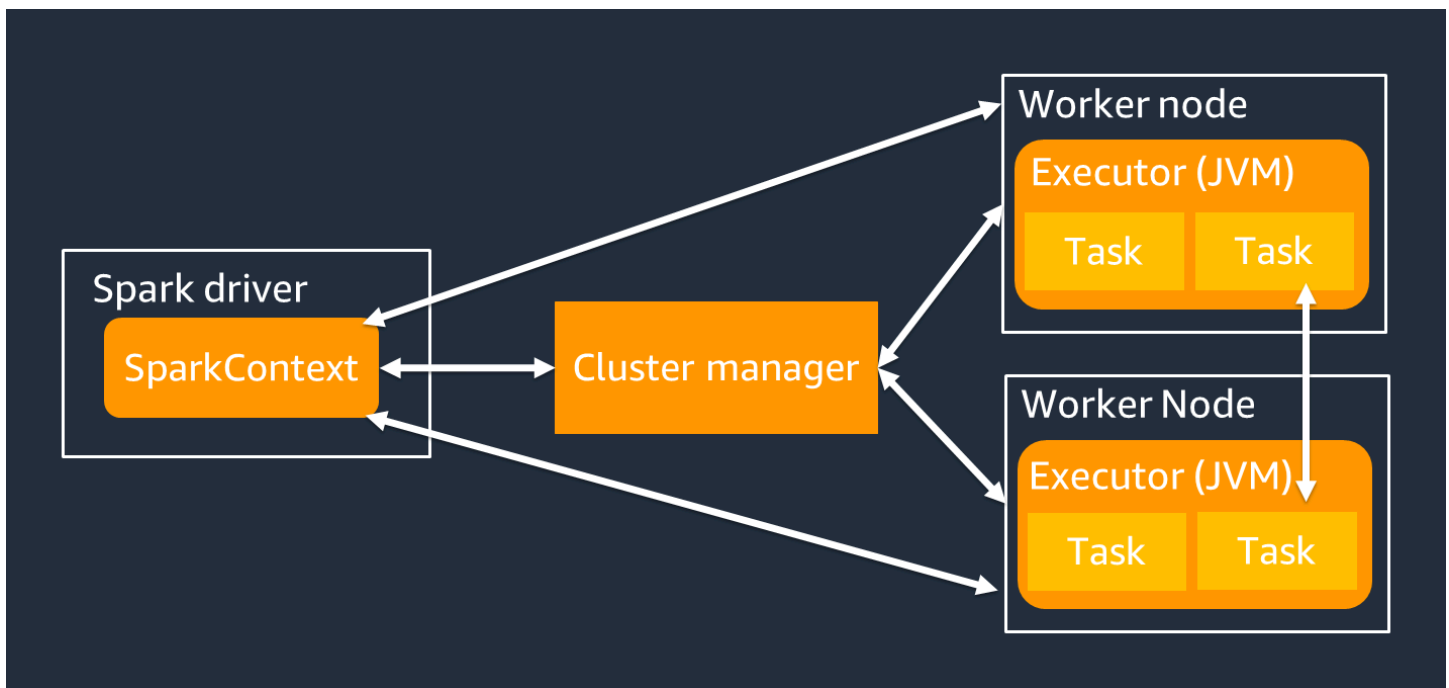 Spark driver
SparkContext
Cluster manager
Worker node
Executor (JVM)
Task Task
Worker Node
Executor (JVM)
Task Task